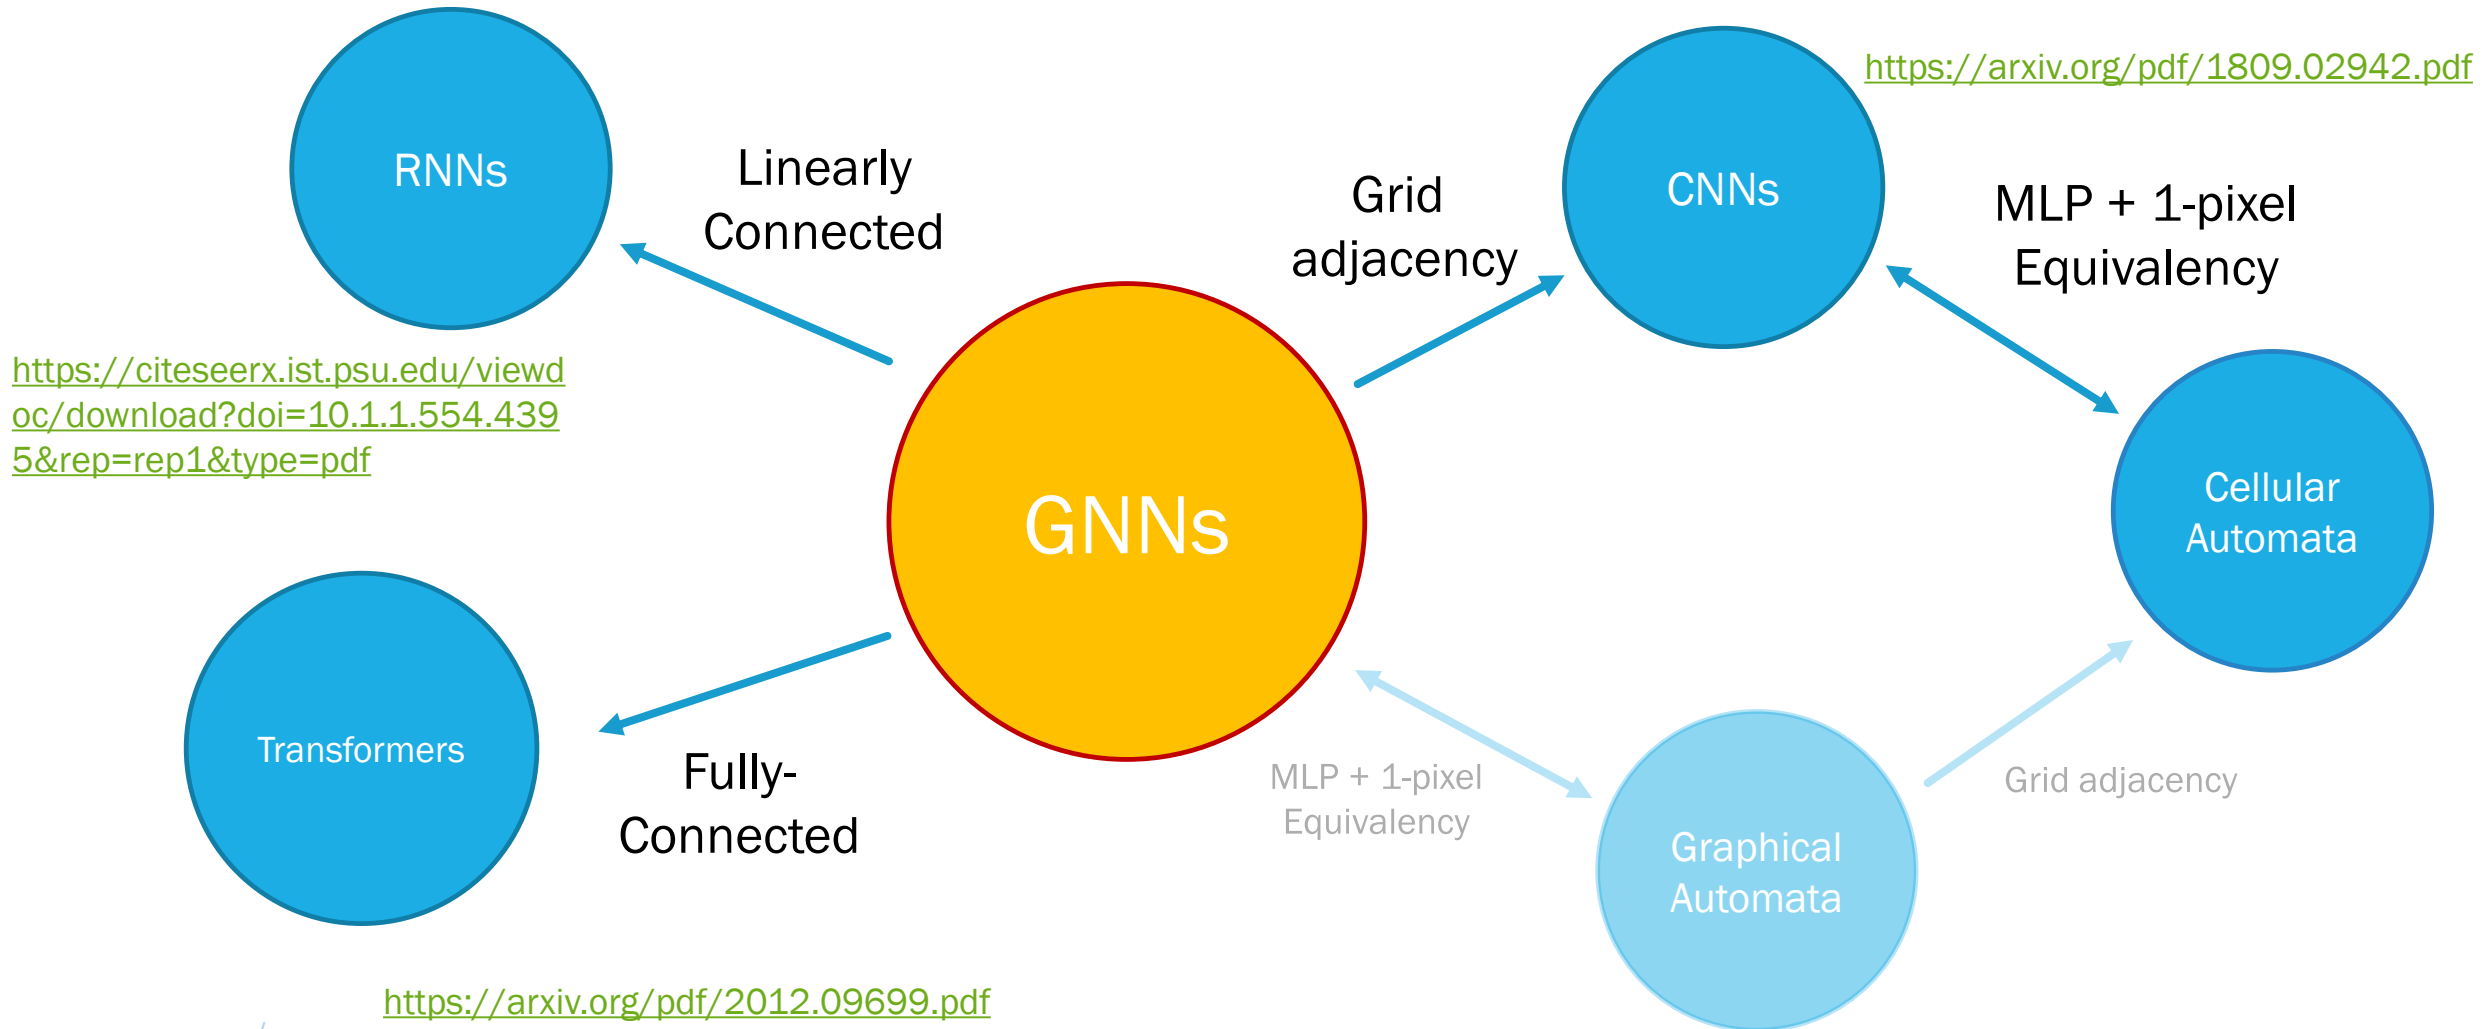 https://arxiv.org/pdf/1809.02942.pdf
RNNs
Linearly
Connected
Grid
adjacency
CNNs
MLP + 1-pixel
Equivalency
https://citeseerx.ist.psu.edu/viewd
oc/download?doi=10.1.1.554.439
5&rep=rep1&type=pdf
GNNs
Cellular
Automata
Transformers
Fully-
Connected
MLP + 1-pixel
Equivalency
Grid adjacency
Graphical
Automata
https://arxiv.org/pdf/2012.09699.pdf